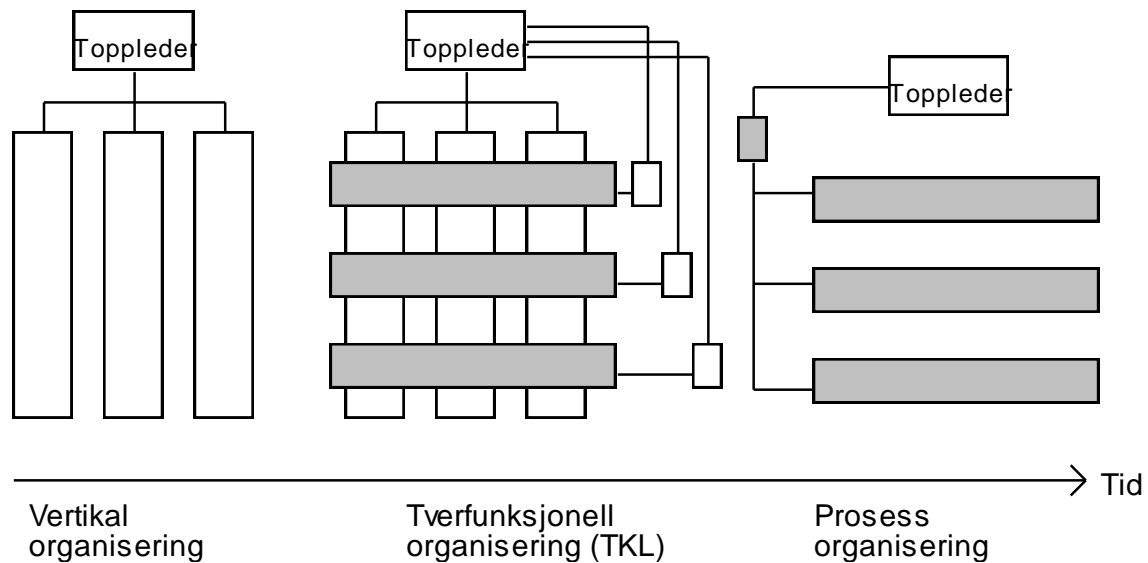 Toppleder
Toppleder
Toppleder
Tid
Vertikal
organisering
Tverfunksjonell
organisering (TKL)
Prosess
organisering